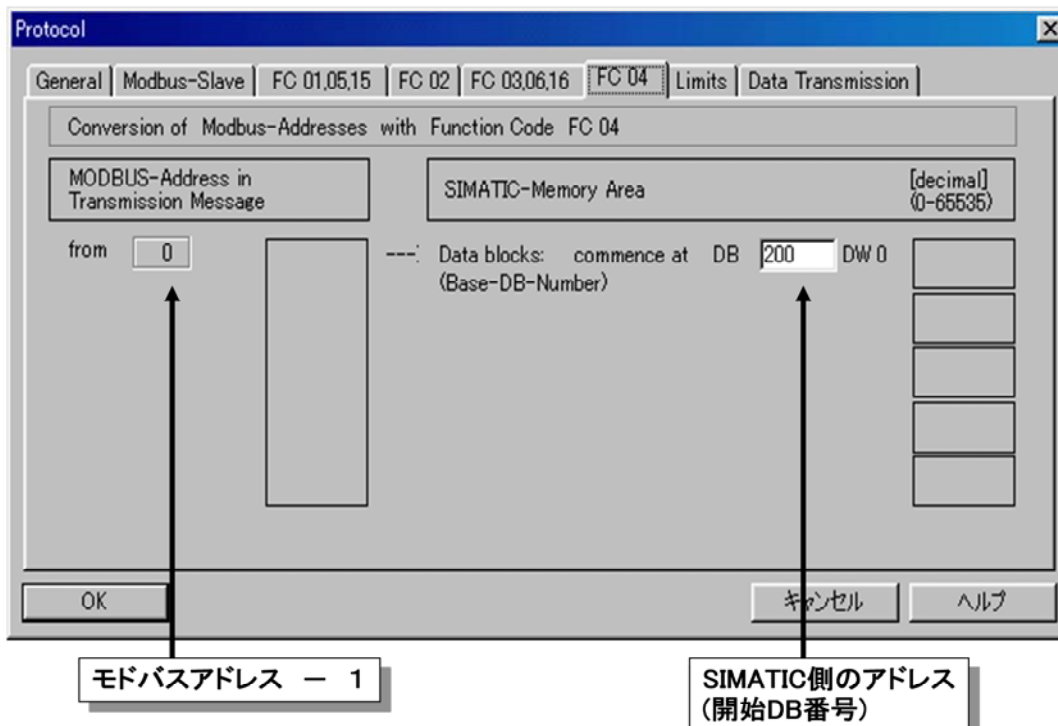 Protocol
General
Modbus-Slave
FC 01,05,15
FC 02
FC 03,06,16
FC 04
Limits
Data Transmission
Conversion of Modbus-Addresses with Function Code FC 04
MODBUS-Address in
Transmission Message
SIMATIC-Memory Area
[decimal]
(0-65535)
from 0
---: Data blocks: commence at DB 200 DW 0
(Base-DB-Number)
OK
キャンセル
ヘルプ
モドバスアドレス － 1
SIMATIC側のアドレス
(開始DB番号)